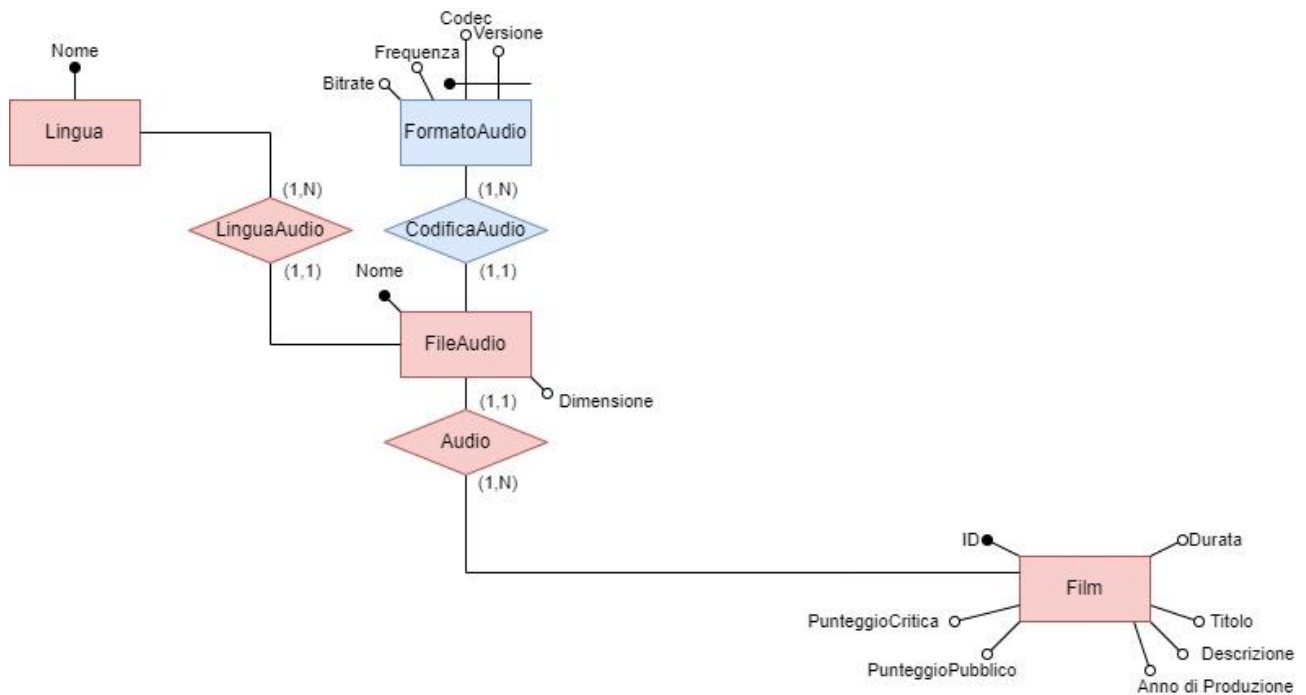 Codec
Versione
Nome
Frequenza
Bitrate
Lingua
FormatoAudio
(1,N)
(1,N)
LinguaAudio
CodificaAudio
(1,1)
(1,1)
Nome
FileAudio
Dimensione
(1,1)
Audio
(1,N)
ID
Durata
Film
PunteggioCritica
Titolo
Descrizione
PunteggioPubblico
Anno di Produzione